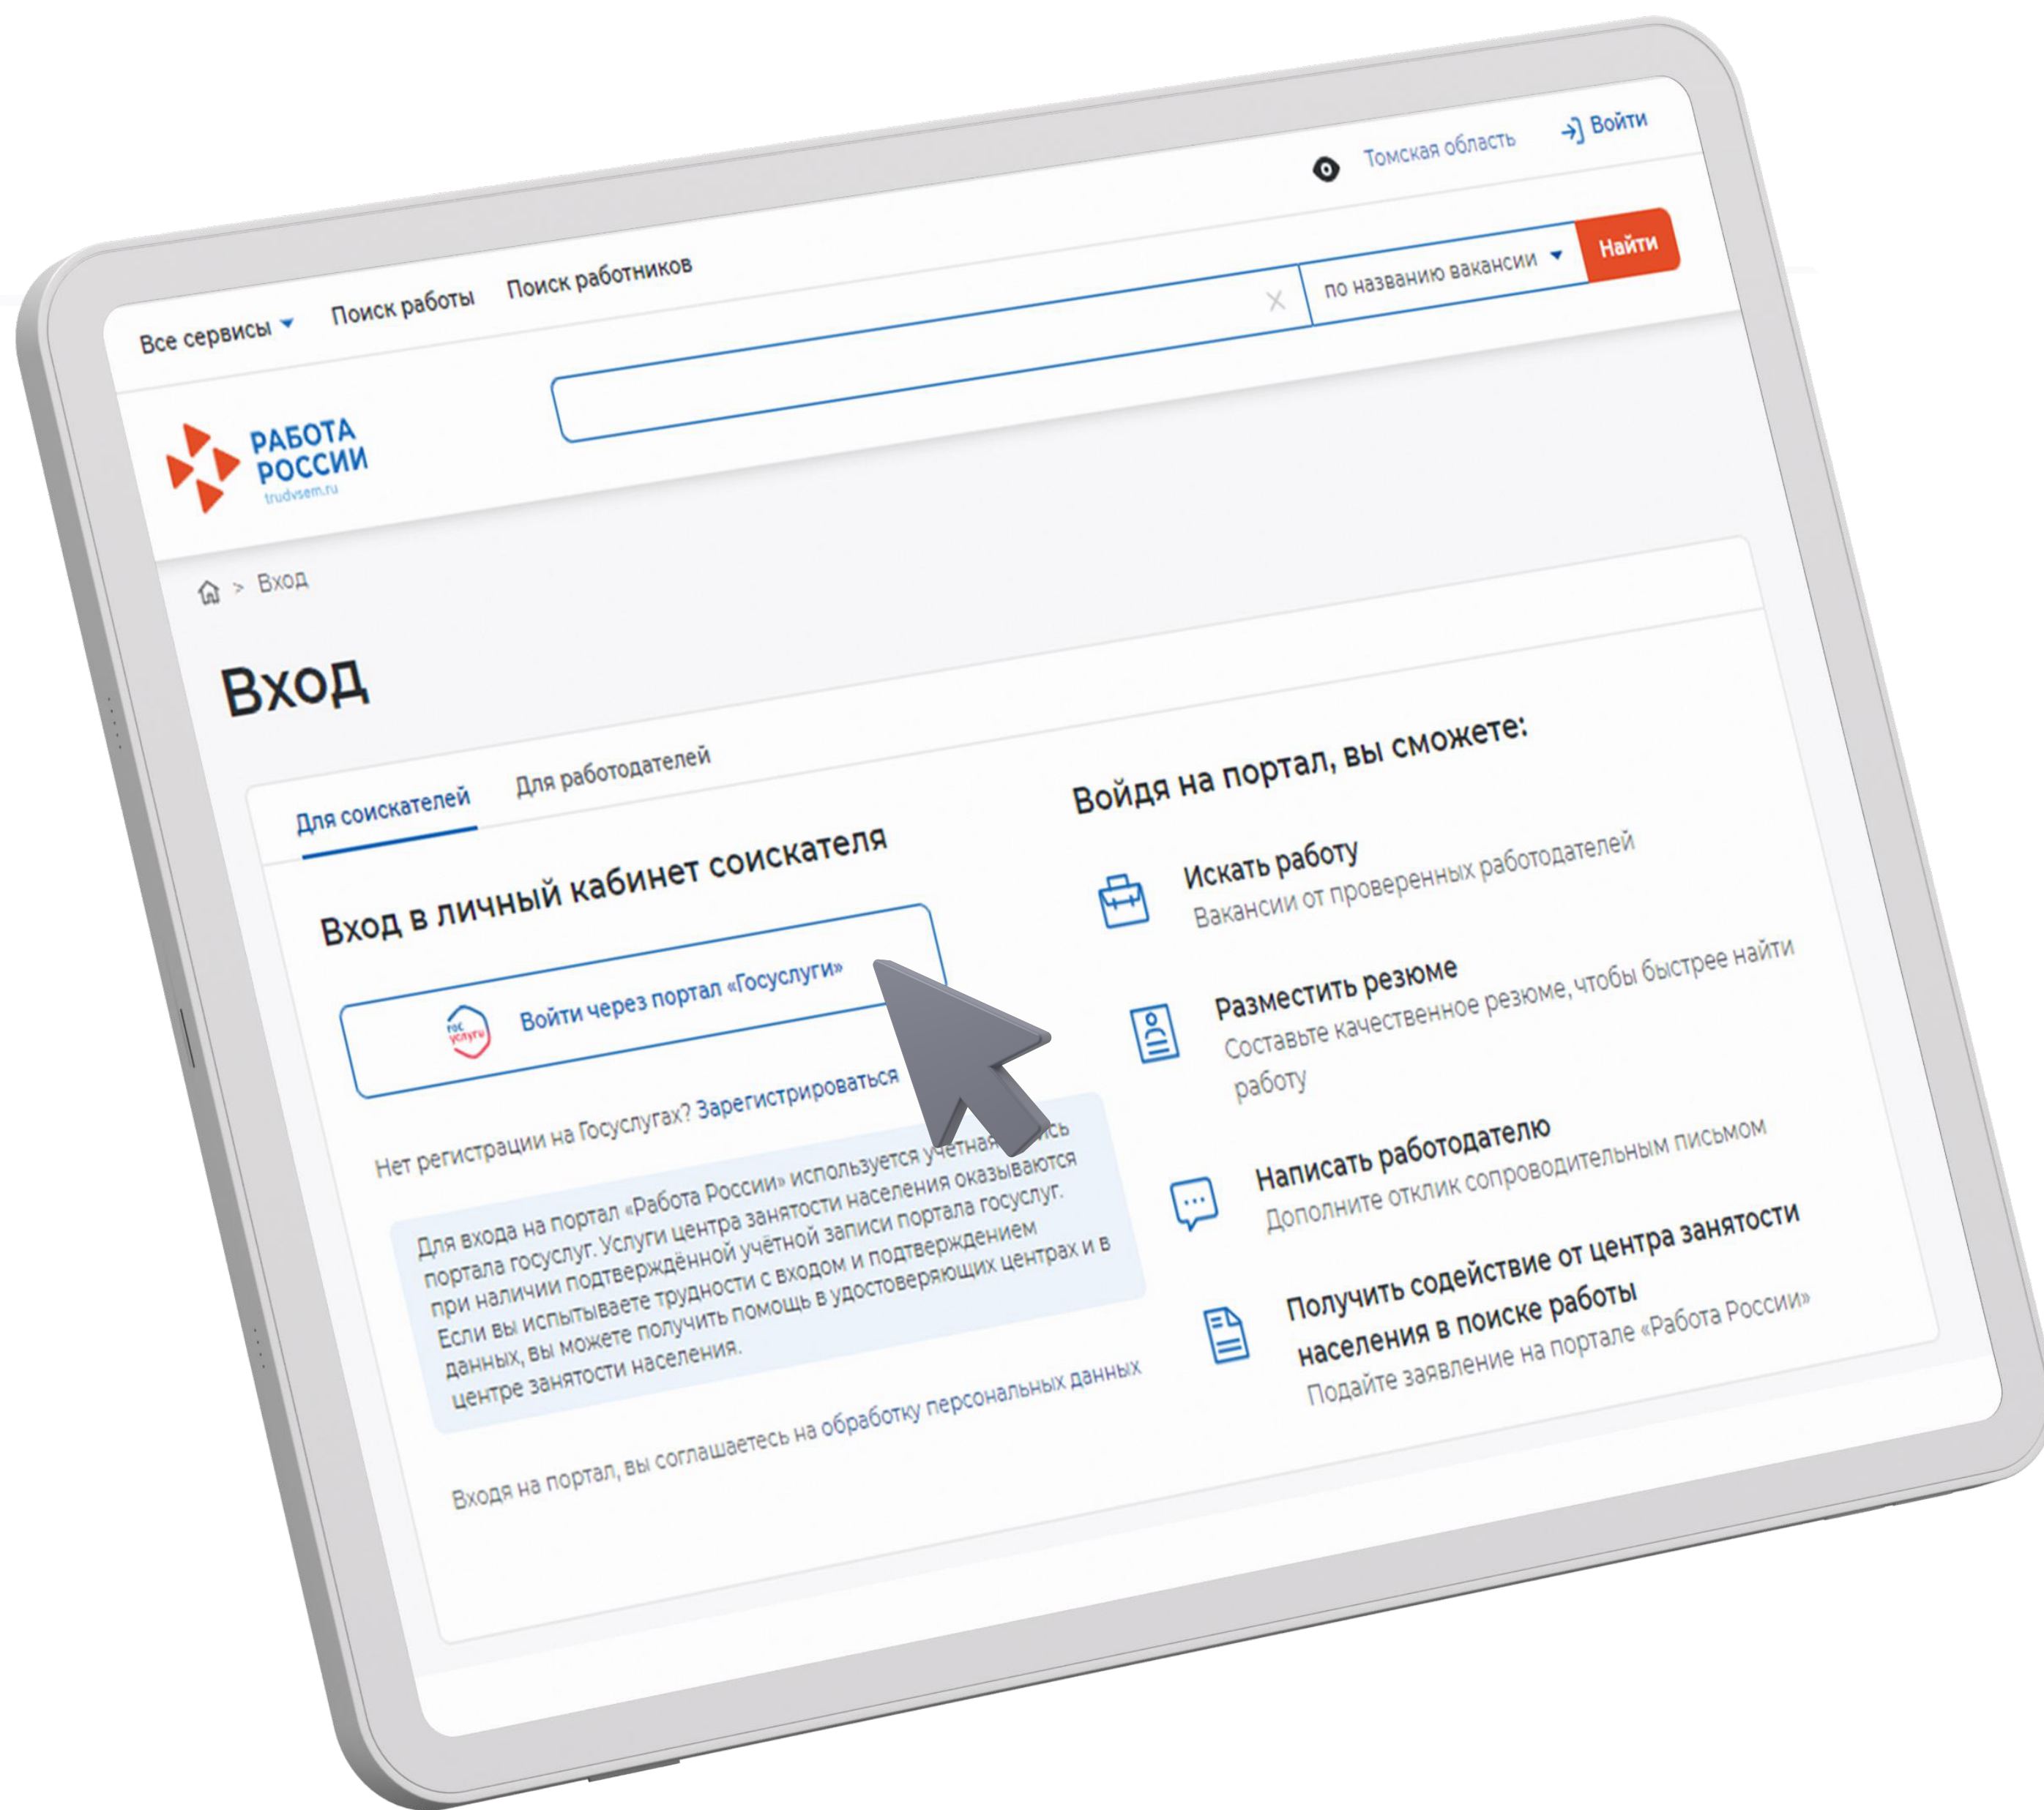 Томская область
Войти
Все сервисы
Поиск работы
Поиск работников
по названию вакансии
Найти
РАБОТА
РОССИИ
trudvsem.ru
> Вход
Вход
Для соискателей
Для работодателей
Вход в личный кабинет соискателя
гос
услуги
Войти через портал «Госуслуги»
Нет регистрации на Госуслугах? Зарегистрироваться
Для входа на портал «Работа России» используется учётная
портала госуслуг. Услуги центра занятости населения оказываются
при наличии подтверждённой учётной записи портала госуслуг.
Если вы испытываете трудности с входом и подтверждением
данных, вы можете получить помощь в удостоверяющих центрах и в
центре занятости населения.
Входя на портал, вы соглашаетесь на обработку персональных данных
Войдя на портал, вы сможете:
Искать работу
Вакансии от проверенных работодателей
Разместить резюме
Составьте качественное резюме, чтобы быстрее найти
работу
Написать работодателю
Дополните отклик сопроводительным письмом
Получить содействие от центра занятости
населения в поиске работы
Подайте заявление на портале «Работа России»